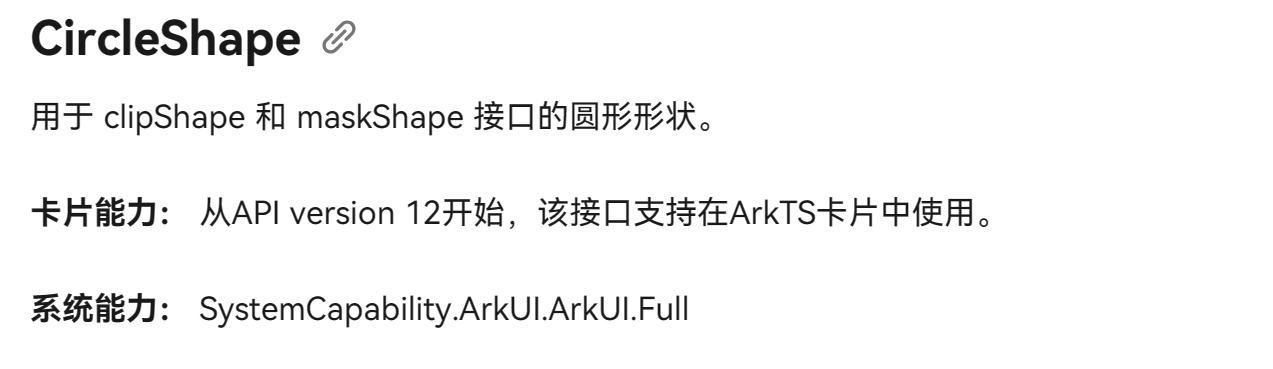 CircleShape
用于 clipShape 和 maskShape 接口的圆形形状。
卡片能力： 从API version 12开始，该接口支持在ArkTS卡片中使用。
系统能力： SystemCapability.ArkUI.ArkUI.Full